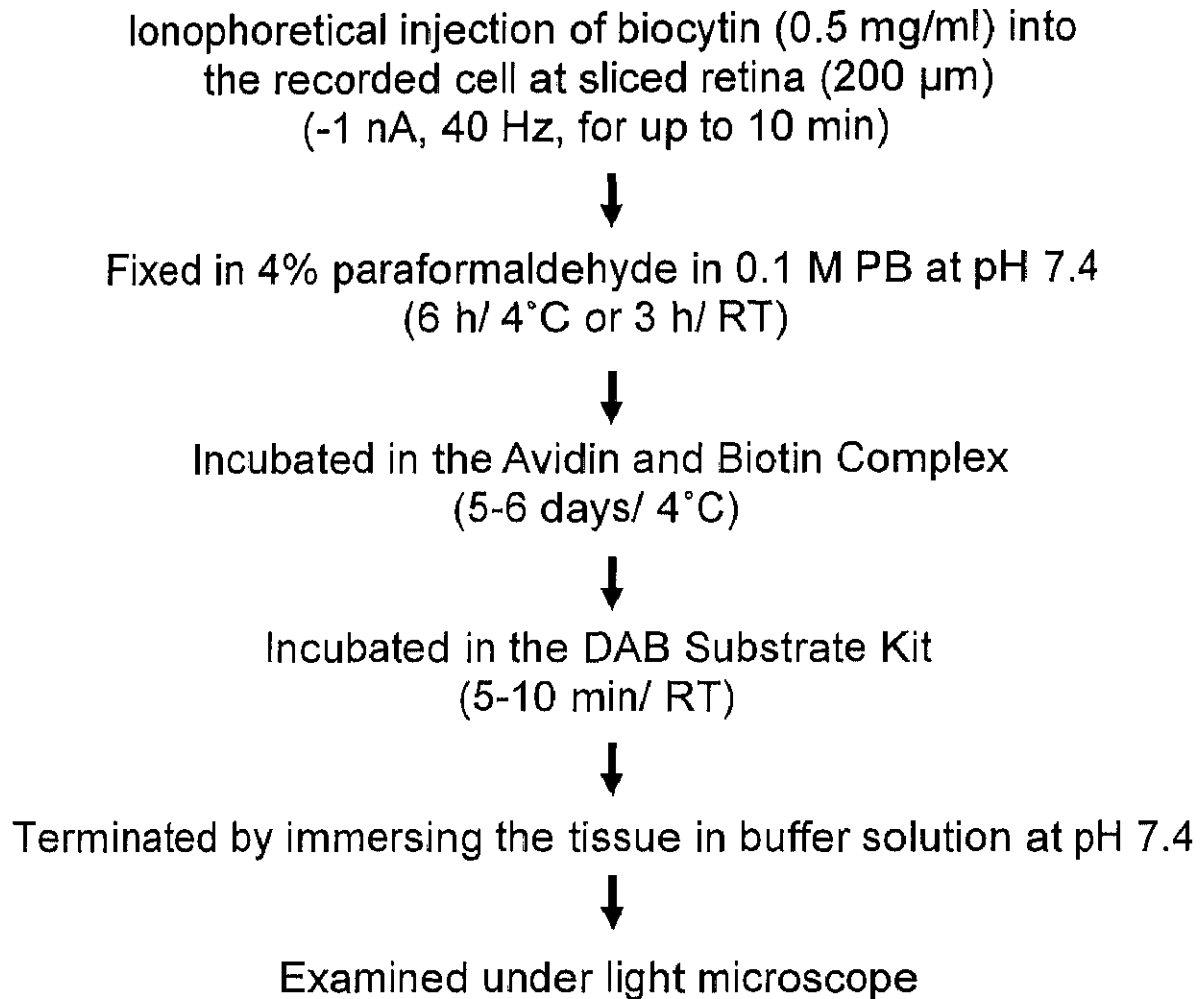 Ionophoretical injection of biocytin (0.5 mg/ml) into
the recorded cell at sliced retina (200 µm)
(-1 nA, 40 Hz, for up to 10 min)
Fixed in 4% paraformaldehyde in 0.1 M PB at pH 7.4
(6 h/ 4˚C or 3 h/ RT)
Incubated in the Avidin and Biotin Complex
(5-6 days/ 4˚C)
Incubated in the DAB Substrate Kit
(5-10 min/ RT)
Terminated by immersing the tissue in buffer solution at pH 7.4
Examined under light microscope